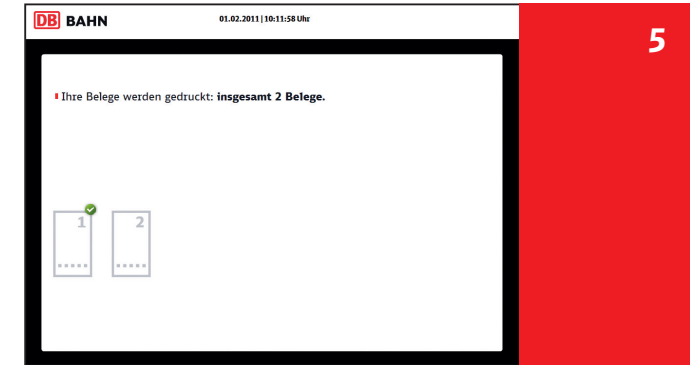 DB BAHN
01.02.2011 | 10:11:58 Uhr
5
Ihre Belege werden gedruckt: insgesamt 2 Belege.
1 2